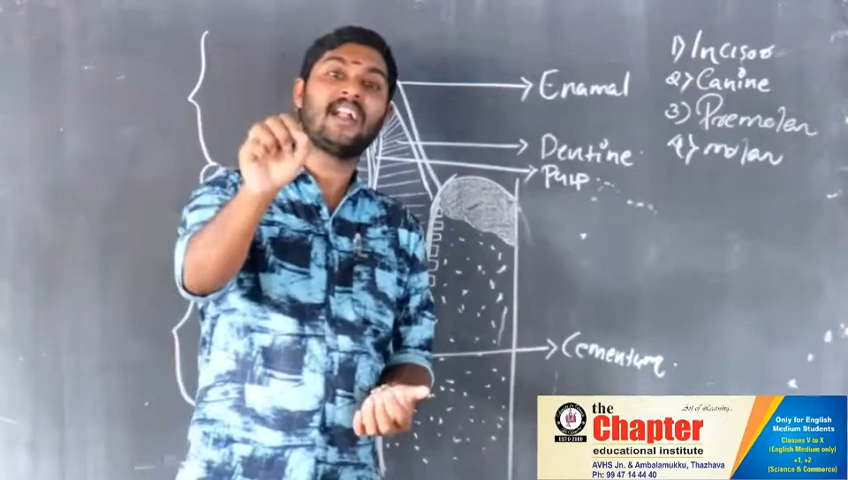 Enamal
Dentine
Pulp
Cementum
1) Incisor
2) Canine
3) Premolar
4) molar
the
Chapter
educational institute
Art of eLearning..
ESTD
AVHS Jn. & Ambalamukku, Thazhava
Ph: 99 47 14 44 40
Only for English
Medium Students
Classes V to X
(English Medium only)
+1, +2
(Science & Commerce)